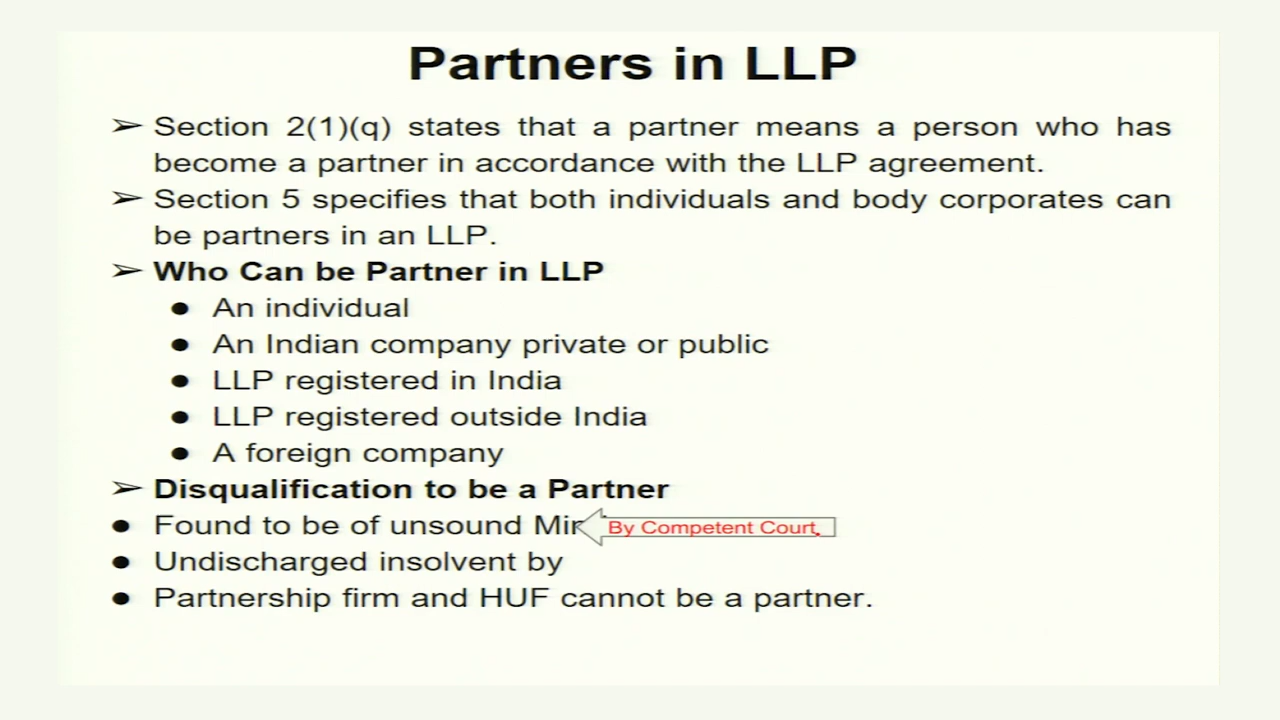 Partners in LLP
➢ Section 2(1)(q) states that a partner means a person who has
become a partner in accordance with the LLP agreement.
➢ Section 5 specifies that both individuals and body corporates can
be partners in an LLP.
➢ Who Can be Partner in LLP
● An individual
● An Indian company private or public
● LLP registered in India
● LLP registered outside India
● A foreign company
➢ Disqualification to be a Partner
● Found to be of unsound By Competent Court.
● Undischarged insolvent by
● Partnership firm and HUF cannot be a partner.